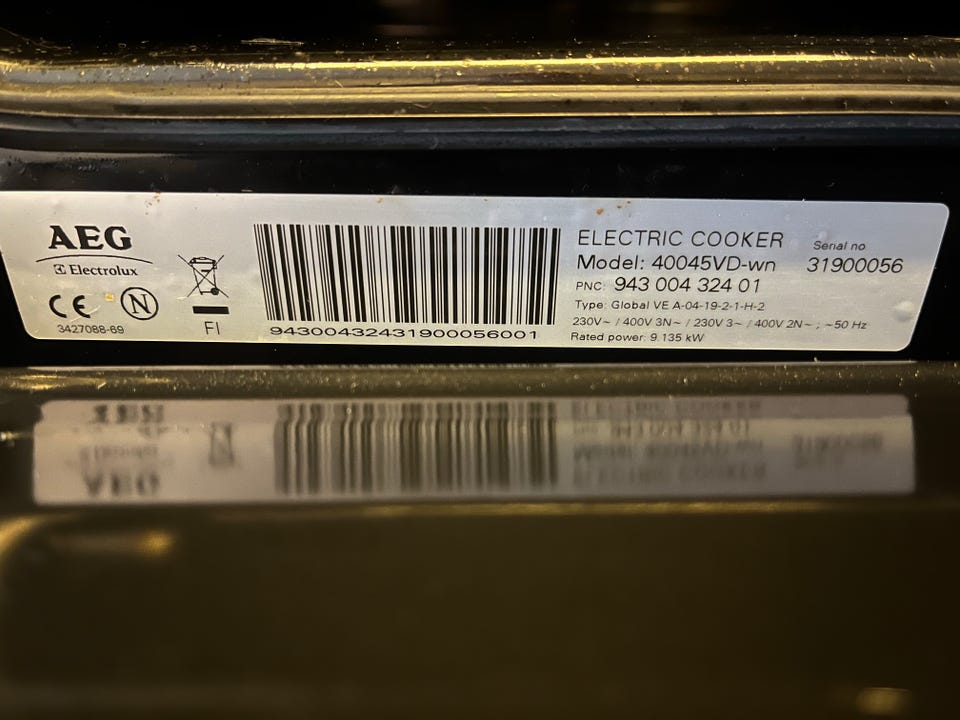 AEG
Electrolux
CE N
3427088-69
FI
94300432431900056001
ELECTRIC COOKER
Model: 40045VD-wn
PNC: 943 004 324 01
Type: Global VE A-04-19-2-1-H-2
230V~ / 400V 3N~ / 230V 3~ / 400V 2N~ ; ~50 Hz
Rated power: 9.135 kW
Serial no
31900056